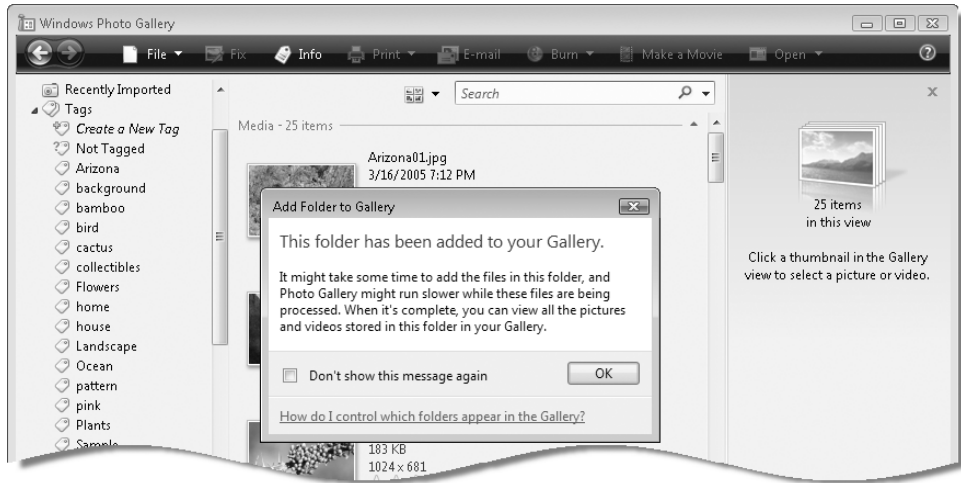 Windows Photo Gallery
File Fix Info Print E-mail Burn Make a Movie Open
Recently Imported
Tags
Create a New Tag
Not Tagged
Arizona
background
bamboo
bird
cactus
collectibles
Flowers
home
house
Landscape
Ocean
pattern
pink
Plants
Sample
Search
Media - 25 items
Arizona01.jpg
3/16/2005 7:12 PM
Add Folder to Gallery
This folder has been added to your Gallery.
It might take some time to add the files in this folder, and
Photo Gallery might run slower while these files are being
processed. When it's complete, you can view all the pictures
and videos stored in this folder in your Gallery.
Don't show this message again
OK
How do I control which folders appear in the Gallery?
183 KB
1024 x 681
25 items
in this view
Click a thumbnail in the Gallery
view to select a picture or video.